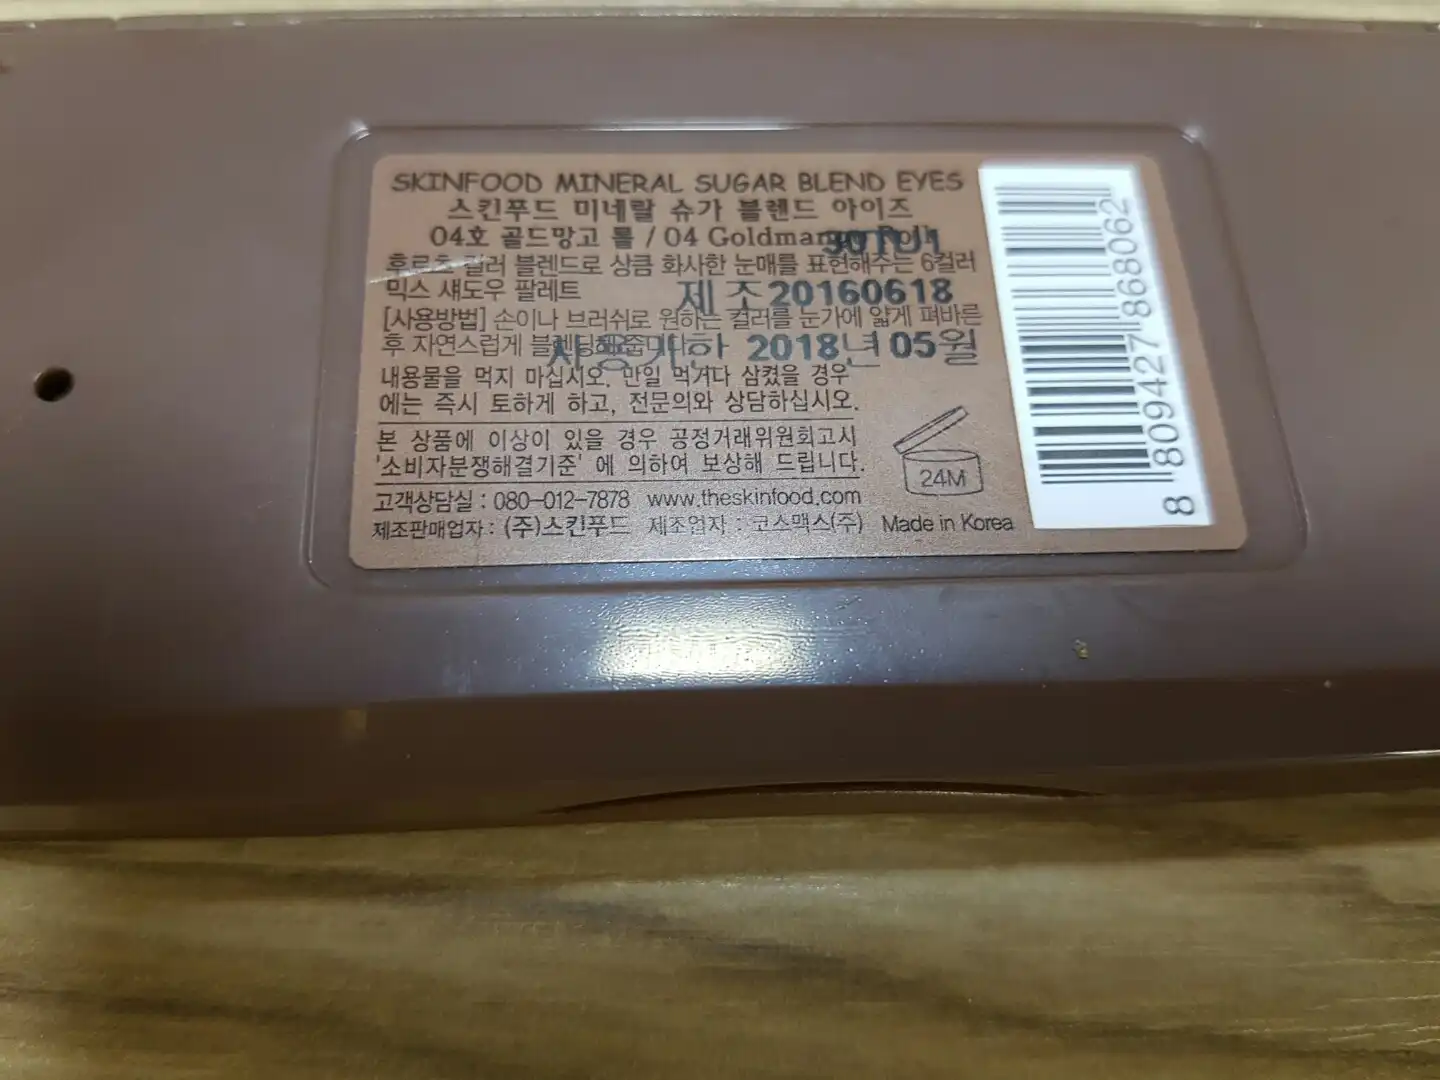 SKINFOOD MINERAL SUGAR BLEND EYES
스킨푸드 미네랄 슈가 블렌드 아이즈
04호 골드망고 롤 / 04 Goldmango Roll
후르츠 컬러 블렌드로 상큼 화사한 눈매를 표현해주는 6컬러
믹스 섀도우 팔레트
제조20160618
[사용방법] 손이나 브러쉬로 원하는 컬러를 눈가에 얇게 펴바른
후 자연스럽게 블렌딩해줍니다.
사용기한 2018년05월
내용물을 먹지 마십시오. 만일 먹거나 삼켰을 경우
에는 즉시 토하게 하고, 전문의와 상담하십시오.
본 상품에 이상이 있을 경우 공정거래위원회고시
'소비자분쟁해결기준' 에 의하여 보상해 드립니다.
고객상담실 : 080-012-7878 www.theskinfood.com
제조판매업자 : (주)스킨푸드 제조업자 : 코스맥스(주) Made in Korea
24M
8 809427 868062